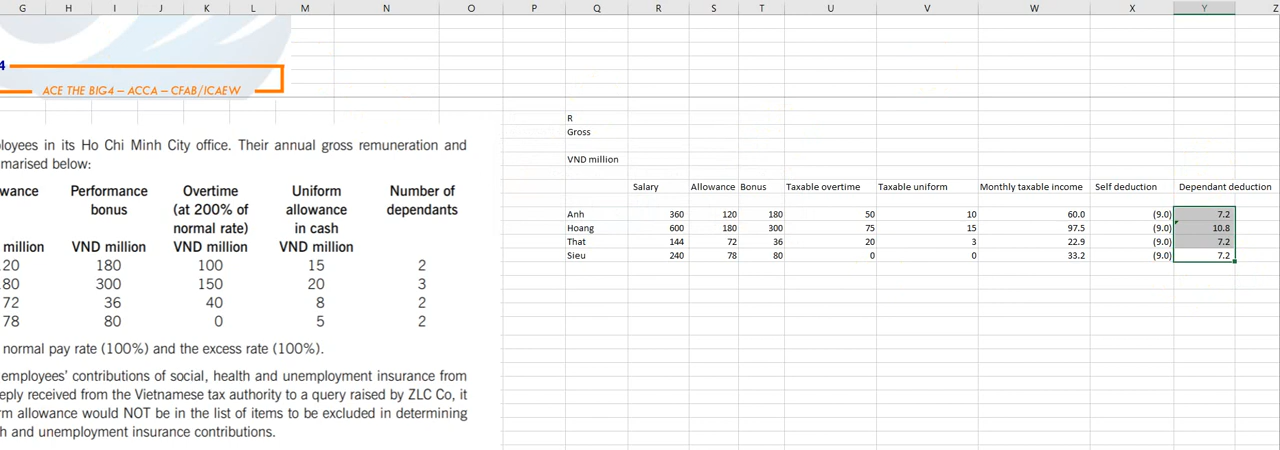 G H I J K L M N O P Q R S T U V W X Y Z
4
ACE THE BIG4 – ACCA – CFAB/ICAEW
R
Gross
VND million
ployees in its Ho Chi Minh City office. Their annual gross remuneration and
marised below:
wance Performance Overtime Uniform Number of
bonus (at 200% of allowance dependants
normal rate) in cash
million VND million VND million VND million
20 180 100 15 2
80 300 150 20 3
72 36 40 8 2
78 80 0 5 2
normal pay rate (100%) and the excess rate (100%).
employees' contributions of social, health and unemployment insurance from
eply received from the Vietnamese tax authority to a query raised by ZLC Co, it
rm allowance would NOT be in the list of items to be excluded in determining
h and unemployment insurance contributions.
Salary Allowance Bonus Taxable overtime Taxable uniform Monthly taxable income Self deduction Dependant deduction
Anh 360 120 180 50 10 60.0 (9.0) 7.2
Hoang 600 180 300 75 15 97.5 (9.0) 10.8
That 144 72 36 20 3 22.9 (9.0) 7.2
Sieu 240 78 80 0 0 33.2 (9.0) 7.2